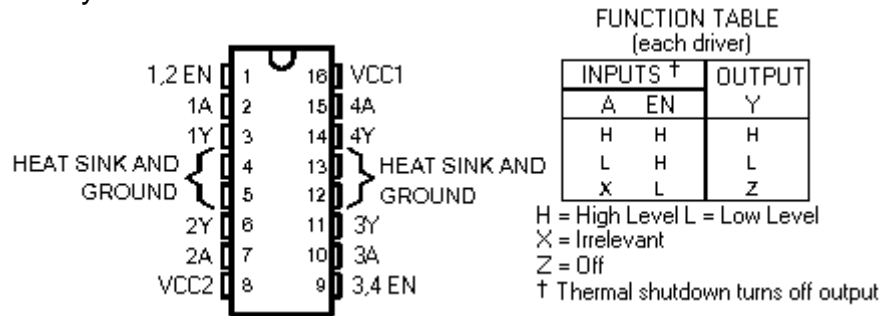 FUNCTION TABLE
(each driver)
INPUTS † OUTPUT
A EN Y
H H H
L H L
X L Z
H = High Level L = Low Level
X = Irrelevant
Z = Off
† Thermal shutdown turns off output
1,2 EN 1 16 VCC1
1A 2 15 4A
1Y 3 14 4Y
HEAT SINK AND 4 13 HEAT SINK AND
GROUND 5 12 GROUND
2Y 6 11 3Y
2A 7 10 3A
VCC2 8 9 3,4 EN